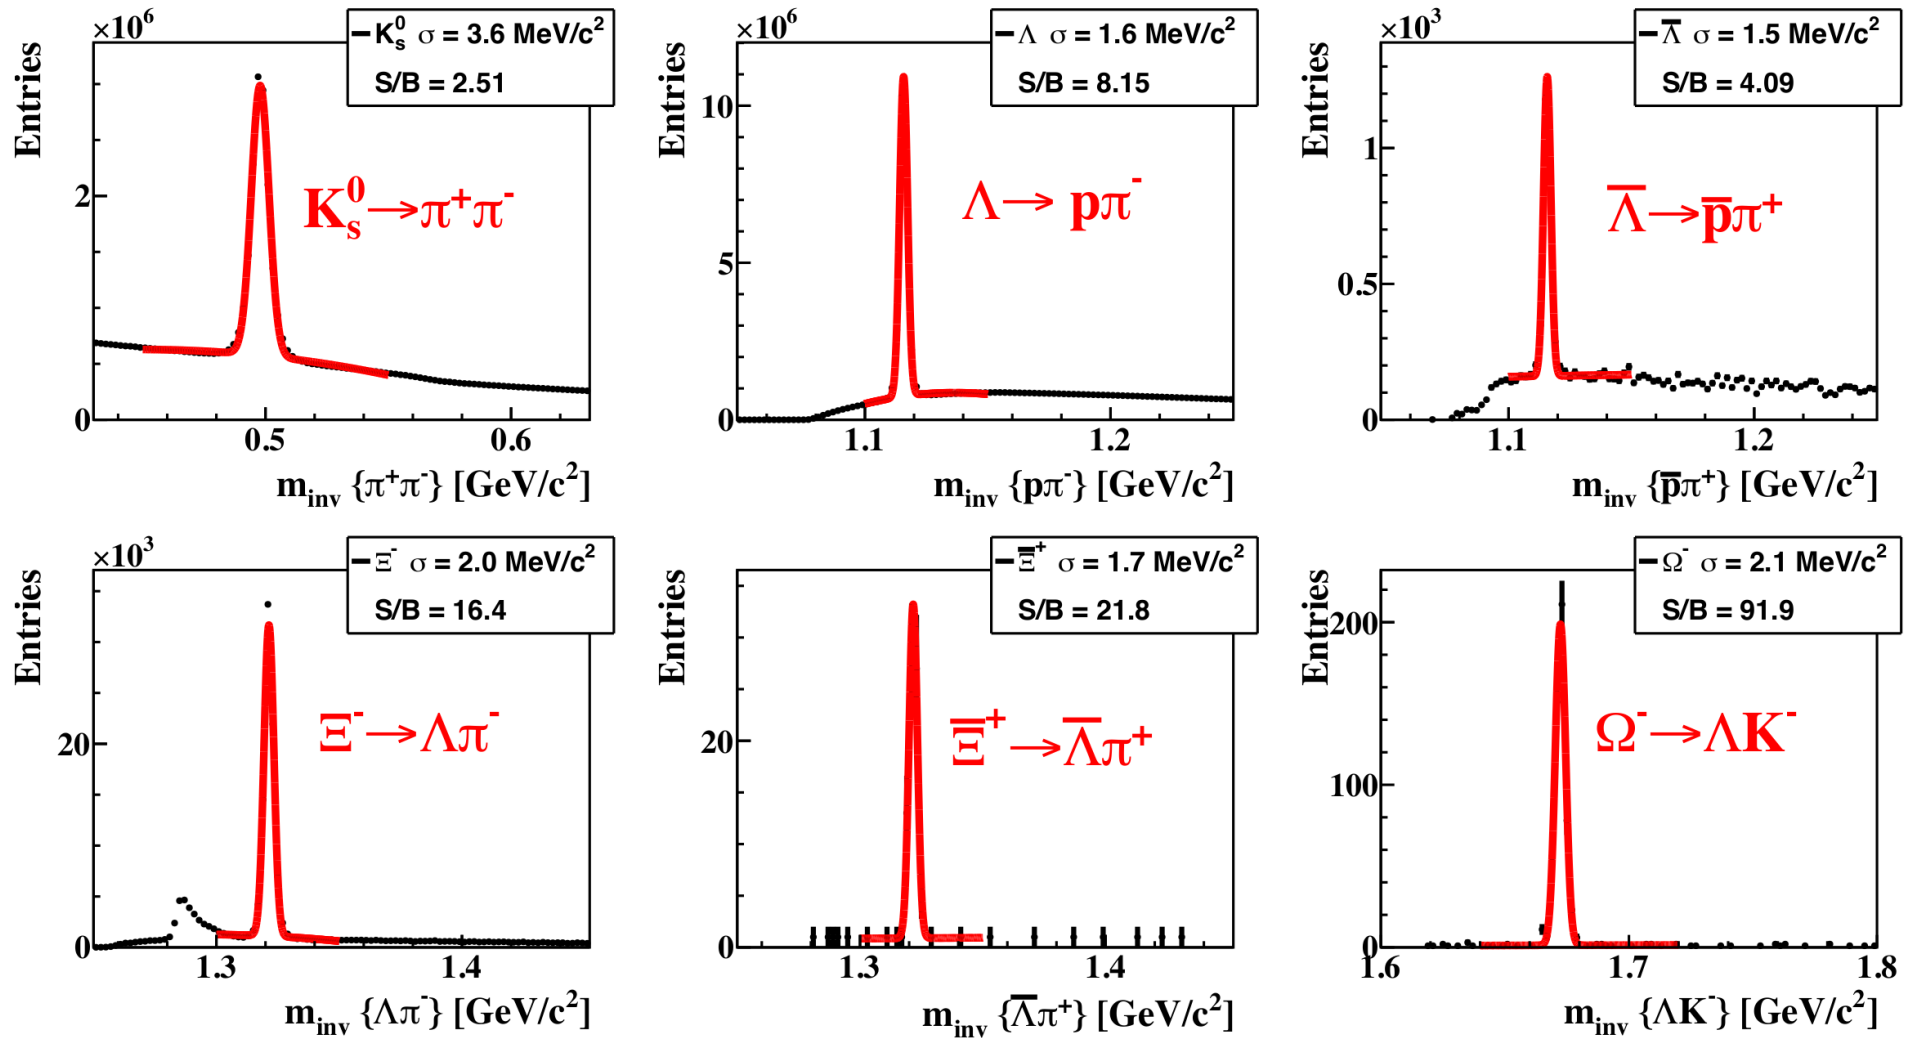 ×10⁶
K⁰ₛ σ = 3.6 MeV/c²
S/B = 2.51
Entries
K⁰ₛ→π⁺π⁻
2
0
0.5 0.6
m_inv {π⁺π⁻} [GeV/c²]
×10⁶
Λ σ = 1.6 MeV/c²
S/B = 8.15
Entries
Λ→ pπ⁻
10
5
0
1.1 1.2
m_inv {pπ⁻} [GeV/c²]
×10³
Λ̅ σ = 1.5 MeV/c²
S/B = 4.09
Entries
Λ̅→p̅π⁺
1
0.5
0
1.1 1.2
m_inv {p̅π⁺} [GeV/c²]
×10³
Ξ⁻ σ = 2.0 MeV/c²
S/B = 16.4
Entries
Ξ⁻→Λπ⁻
20
0
1.3 1.4
m_inv {Λπ⁻} [GeV/c²]
Ξ̅⁺ σ = 1.7 MeV/c²
S/B = 21.8
Entries
Ξ̅⁺→Λ̅π⁺
20
0
1.3 1.4
m_inv {Λ̅π⁺} [GeV/c²]
Ω⁻ σ = 2.1 MeV/c²
S/B = 91.9
Entries
Ω⁻→ΛK⁻
200
100
0
1.6 1.7 1.8
m_inv {ΛK⁻} [GeV/c²]